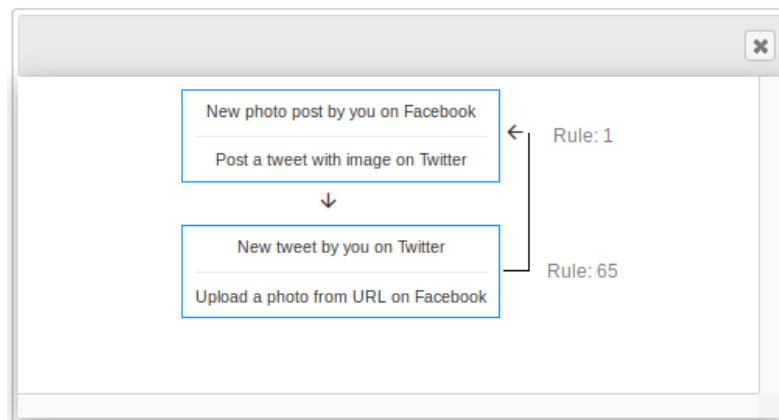 New photo post by you on Facebook
Post a tweet with image on Twitter
Rule: 1
New tweet by you on Twitter
Upload a photo from URL on Facebook
Rule: 65